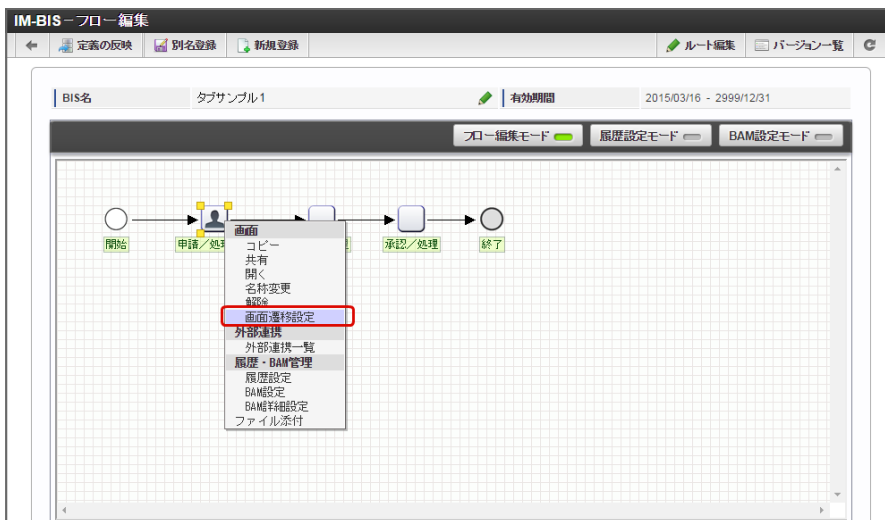 IM-BIS－フロー編集
定義の反映 別名登録 新規登録 ルート編集 バージョン一覧
BIS名 タブサンプル1 有効期間 2015/03/16 - 2999/12/31
フロー編集モード 履歴設定モード BAM設定モード
開始 申請／処 承認／処理 終了
画面
コピー
共有
開く
名称変更
解除
画面遷移設定
外部連携
外部連携一覧
履歴・BAM管理
履歴設定
BAM設定
BAM詳細設定
ファイル添付